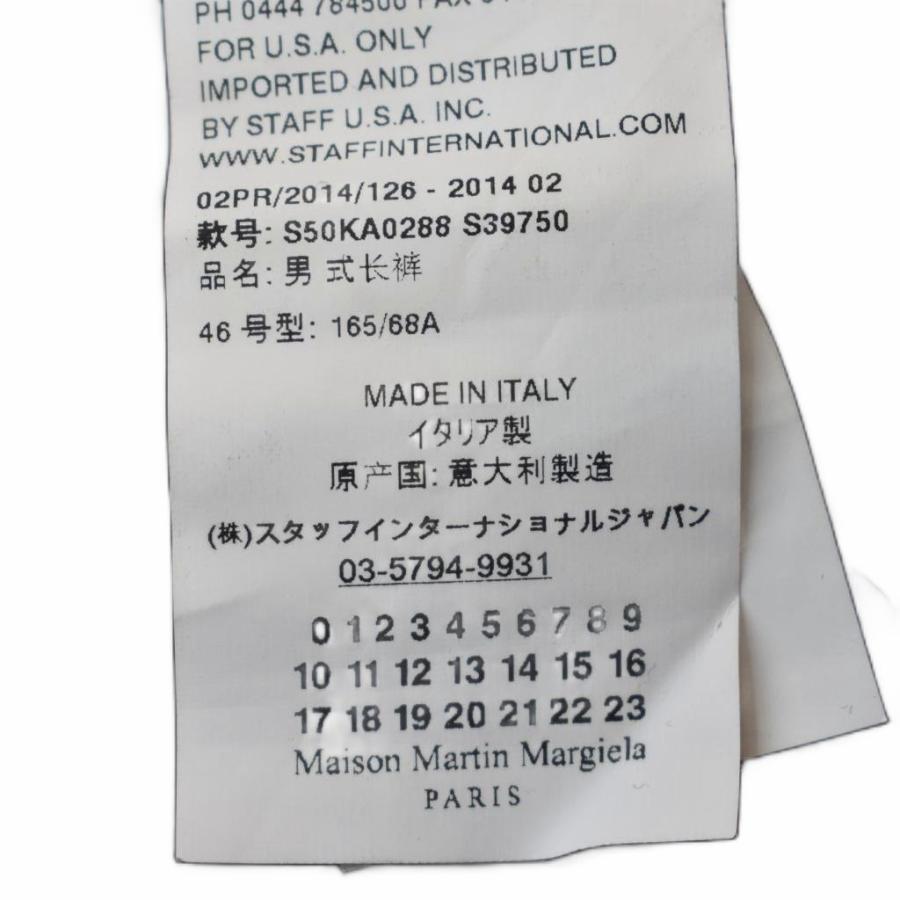 PH 0444 784500 FAX
FOR U.S.A. ONLY
IMPORTED AND DISTRIBUTED
BY STAFF U.S.A. INC.
WWW.STAFFINTERNATIONAL.COM
02PR/2014/126 - 2014 02
款号: S50KA0288 S39750
品名: 男 式长裤
46 号型: 165/68A
MADE IN ITALY
イタリア製
原产国: 意大利製造
(株)スタッフインターナショナルジャパン
03-5794-9931
0 1 2 3 4 5 6 7 8 9
10 11 12 13 14 15 16
17 18 19 20 21 22 23
Maison Martin Margiela
PARIS